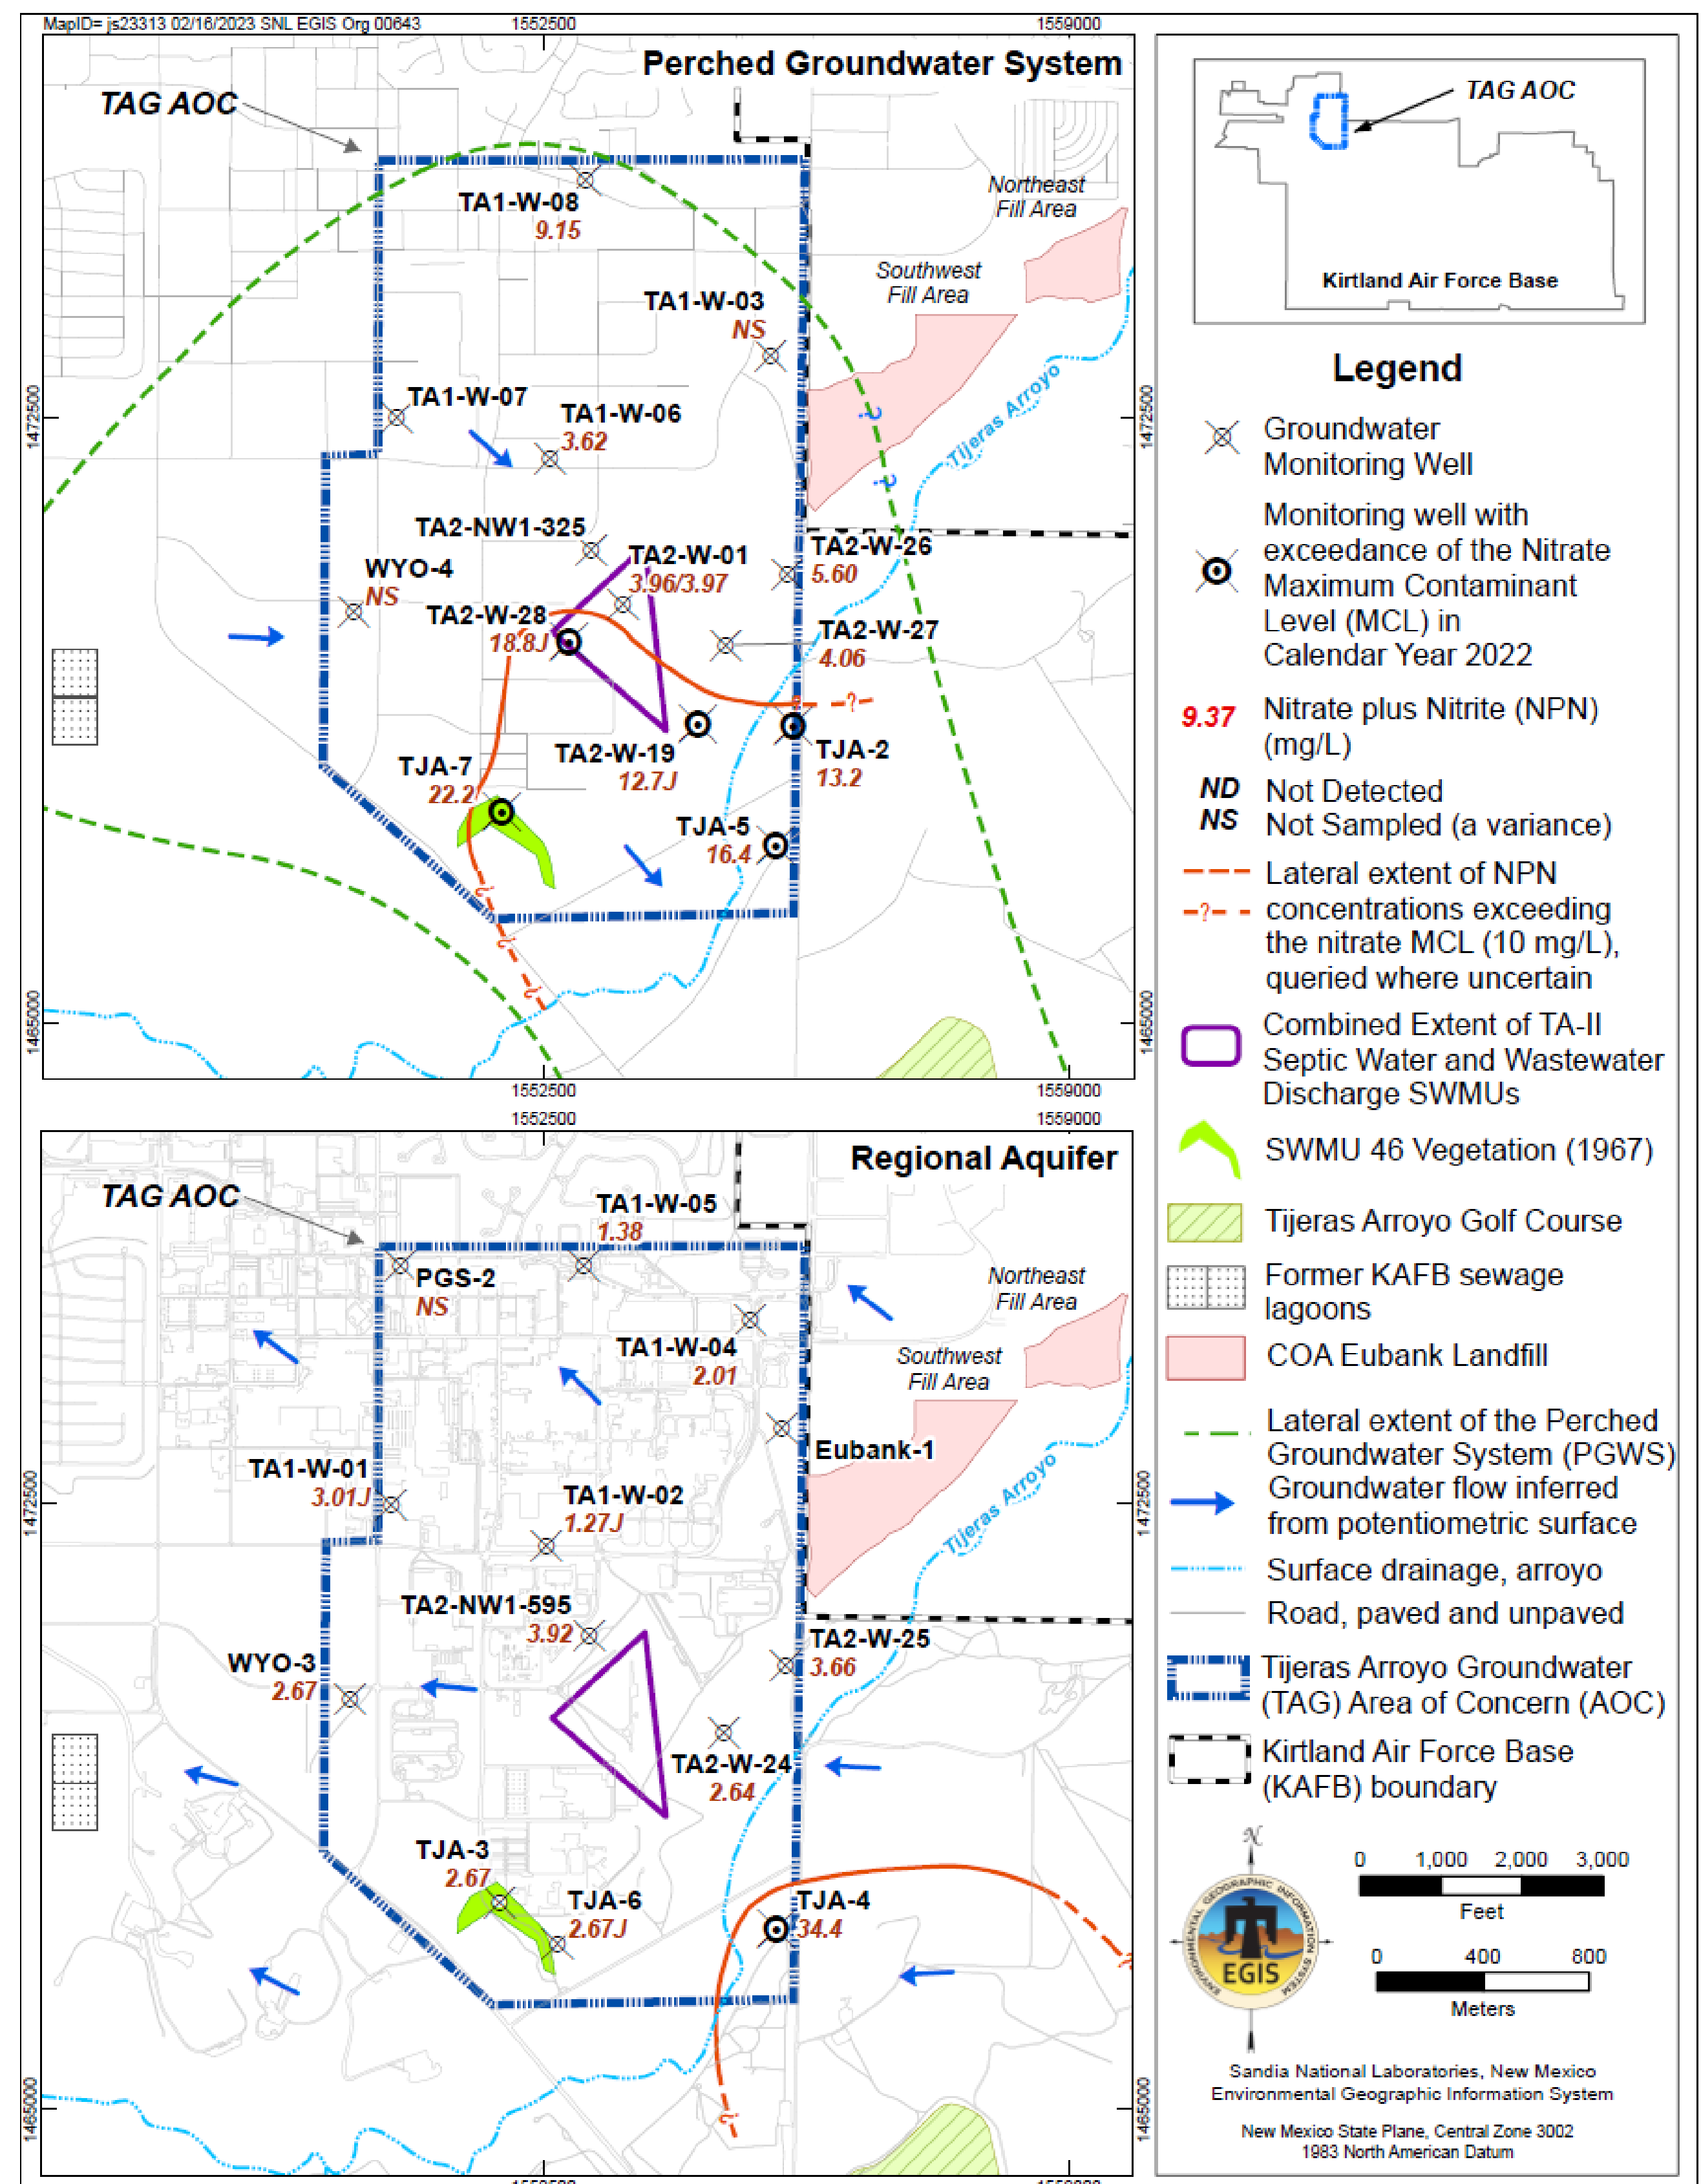 MapID= js23313 02/16/2023 SNL EGIS Org 00643
1552500
1559000
Perched Groundwater System
TAG AOC
TA1-W-08
9.15
Northeast
Fill Area
Southwest
Fill Area
TA1-W-03
NS
TA1-W-07
TA1-W-06
3.62
?
?
Tijeras Arroyo
1472500
1472500
TA2-NW1-325
TA2-W-01
3.96/3.97
TA2-W-26
5.60
WYO-4
NS
TA2-W-28
18.8J
TA2-W-27
4.06
?
TA2-W-19
12.7J
TJA-2
13.2
TJA-7
22.2
TJA-5
16.4
?
?
?
1465000
1465000
1552500
1559000
1552500
1559000
Regional Aquifer
TAG AOC
TA1-W-05
1.38
PGS-2
NS
Northeast
Fill Area
TA1-W-04
2.01
Southwest
Fill Area
Eubank-1
TA1-W-01
3.01J
TA1-W-02
1.27J
Tijeras Arroyo
1472500
1472500
TA2-NW1-595
3.92
TA2-W-25
3.66
WYO-3
2.67
TA2-W-24
2.64
TJA-3
2.67
TJA-6
2.67J
TJA-4
34.4
?
?
1465000
1465000
1552500
1559000
TAG AOC
Kirtland Air Force Base
Legend
Groundwater
Monitoring Well
Monitoring well with
exceedance of the Nitrate
Maximum Contaminant
Level (MCL) in
Calendar Year 2022
9.37 Nitrate plus Nitrite (NPN)
(mg/L)
ND Not Detected
NS Not Sampled (a variance)
Lateral extent of NPN
-?- concentrations exceeding
the nitrate MCL (10 mg/L),
queried where uncertain
Combined Extent of TA-II
Septic Water and Wastewater
Discharge SWMUs
SWMU 46 Vegetation (1967)
Tijeras Arroyo Golf Course
Former KAFB sewage
lagoons
COA Eubank Landfill
Lateral extent of the Perched
Groundwater System (PGWS)
Groundwater flow inferred
from potentiometric surface
Surface drainage, arroyo
Road, paved and unpaved
Tijeras Arroyo Groundwater
(TAG) Area of Concern (AOC)
Kirtland Air Force Base
(KAFB) boundary
N
ENVIRONMENTAL GEOGRAPHIC INFORMATION SYSTEM
EGIS
0 1,000 2,000 3,000
Feet
0 400 800
Meters
Sandia National Laboratories, New Mexico
Environmental Geographic Information System
New Mexico State Plane, Central Zone 3002
1983 North American Datum